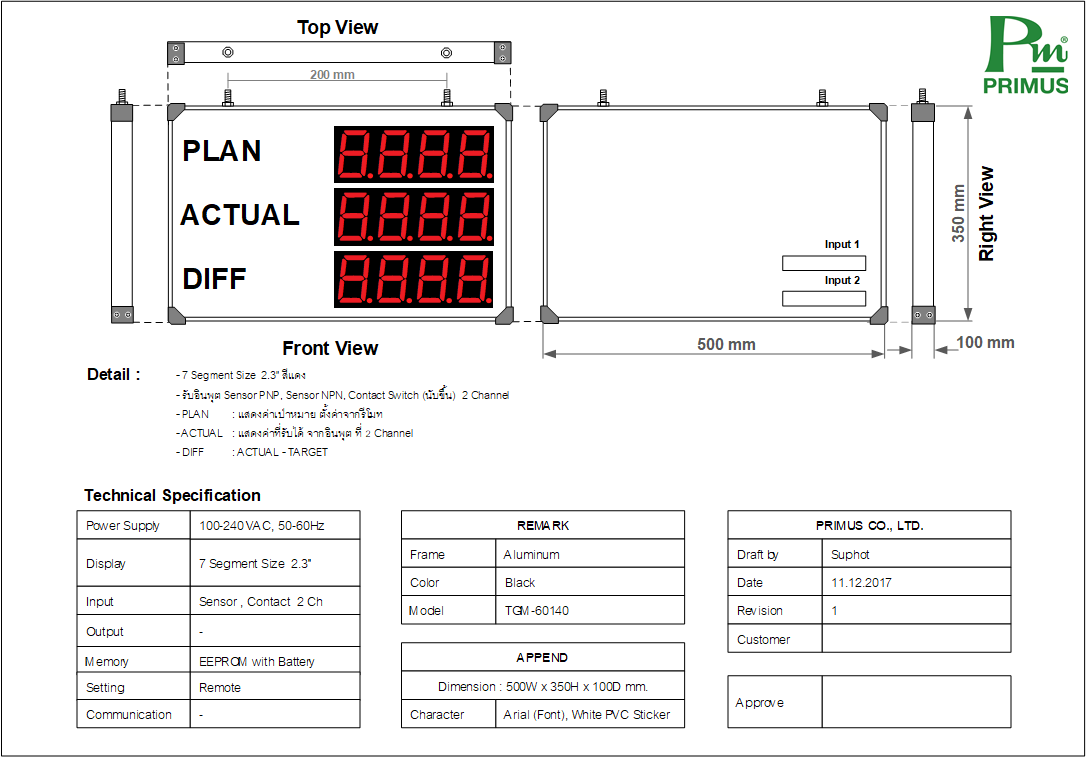 Top View
Pm®
PRIMUS
200 mm
PLAN 8.8.8.8.
ACTUAL 8.8.8.8.
DIFF 8.8.8.8.
Input 1
Input 2
350 mm
Right View
500 mm
100 mm
Front View
Detail :
- 7 Segment Size 2.3" สีแดง
- รับอินพุต Sensor PNP, Sensor NPN, Contact Switch (นับขึ้น) 2 Channel
- PLAN : แสดงค่าเป้าหมาย ตั้งค่าจากรีโมท
- ACTUAL : แสดงค่าที่รับได้ จากอินพุต ที่ 2 Channel
- DIFF : ACTUAL - TARGET
Technical Specification
Power Supply 100-240 VAC, 50-60Hz
Display 7 Segment Size 2.3"
Input Sensor , Contact 2 Ch
Output -
Memory EEPROM with Battery
Setting Remote
Communication -
REMARK
Frame Aluminum
Color Black
Model TGM-60140
APPEND
Dimension : 500W x 350H x 100D mm.
Character Arial (Font), White PVC Sticker
PRIMUS CO., LTD.
Draft by Suphot
Date 11.12.2017
Revision 1
Customer
Approve